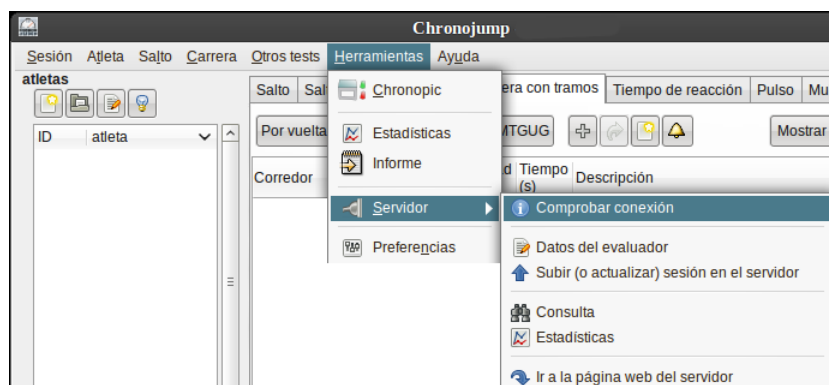 Chronojump
Sesión Atleta Salto Carrera Otros tests Herramientas Ayuda
atletas
Salto Sal era con tramos Tiempo de reacción Pulso Mu
Chronopic
Por vuelta MTGUG Mostrar
Estadísticas
ID atleta
Informe
Corredor d Tiempo (s) Descripción
Servidor
Comprobar conexión
Preferencias
Datos del evaluador
Subir (o actualizar) sesión en el servidor
Consulta
Estadísticas
Ir a la página web del servidor